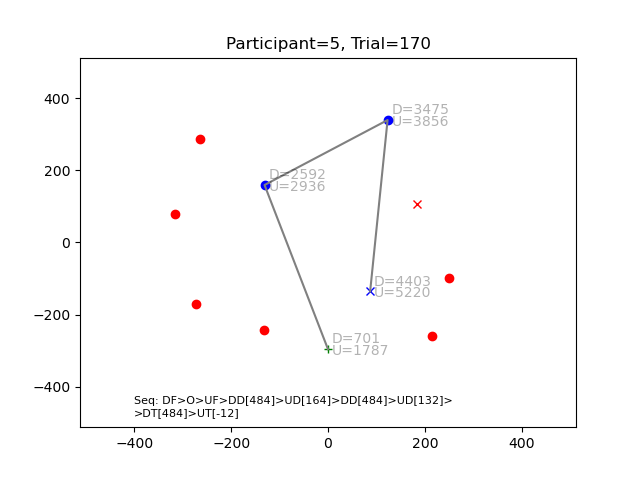 Participant=5, Trial=170
400
200
0
−200
−400
D=3475
U=3856
D=2592
U=2936
D=4403
U=5220
D=701
U=1787
Seq: DF>O>UF>DD[484]>UD[164]>DD[484]>UD[132]>
>DT[484]>UT[-12]
−400 −200 0 200 400